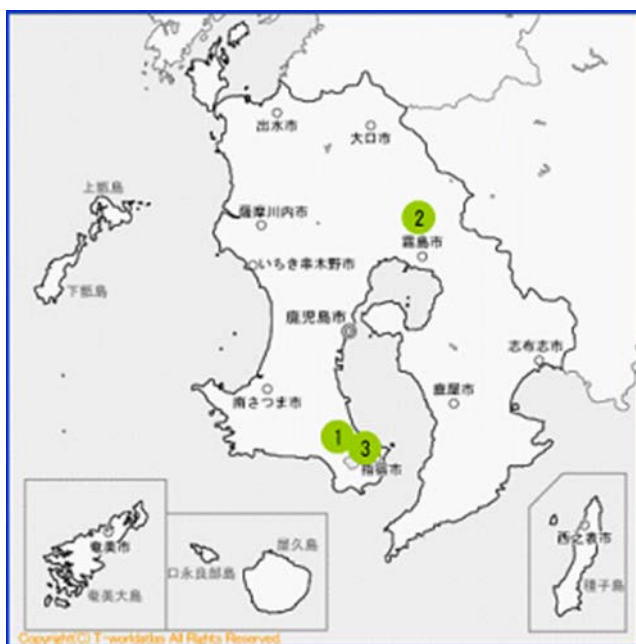 出水市
大口市
上甑島
薩摩川内市
2
霧島市
いちき串木野市
下甑島
鹿児島市
志布志市
南さつま市
鹿屋市
1
3
指宿市
屋久島
西之表市
奄美市
口永良部島
種子島
奄美大島
Copyright(C) T-worldatlas All Rights Reserved.